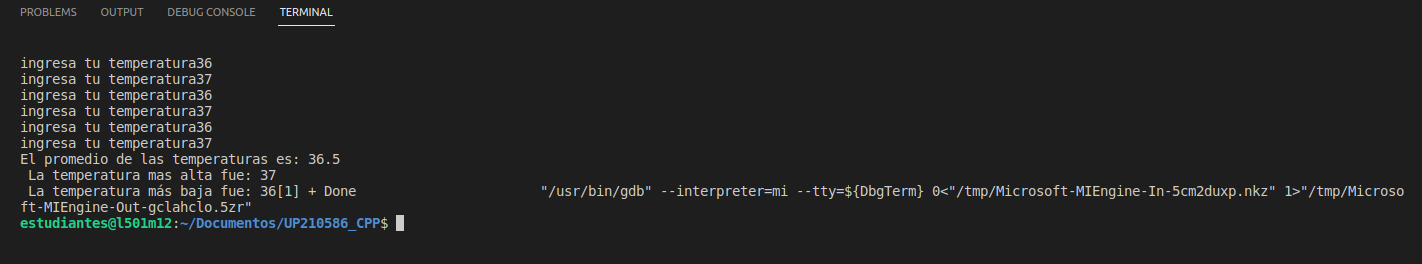 PROBLEMS OUTPUT DEBUG CONSOLE TERMINAL
ingresa tu temperatura36
ingresa tu temperatura37
ingresa tu temperatura36
ingresa tu temperatura37
ingresa tu temperatura36
ingresa tu temperatura37
El promedio de las temperaturas es: 36.5
La temperatura mas alta fue: 37
La temperatura más baja fue: 36[1] + Done "/usr/bin/gdb" --interpreter=mi --tty=${DbgTerm} 0<"/tmp/Microsoft-MIEngine-In-5cm2duxp.nkz" 1>"/tmp/Microso
ft-MIEngine-Out-gclahclo.5zr"
estudiantes@l501m12:~/Documentos/UP210586_CPP$